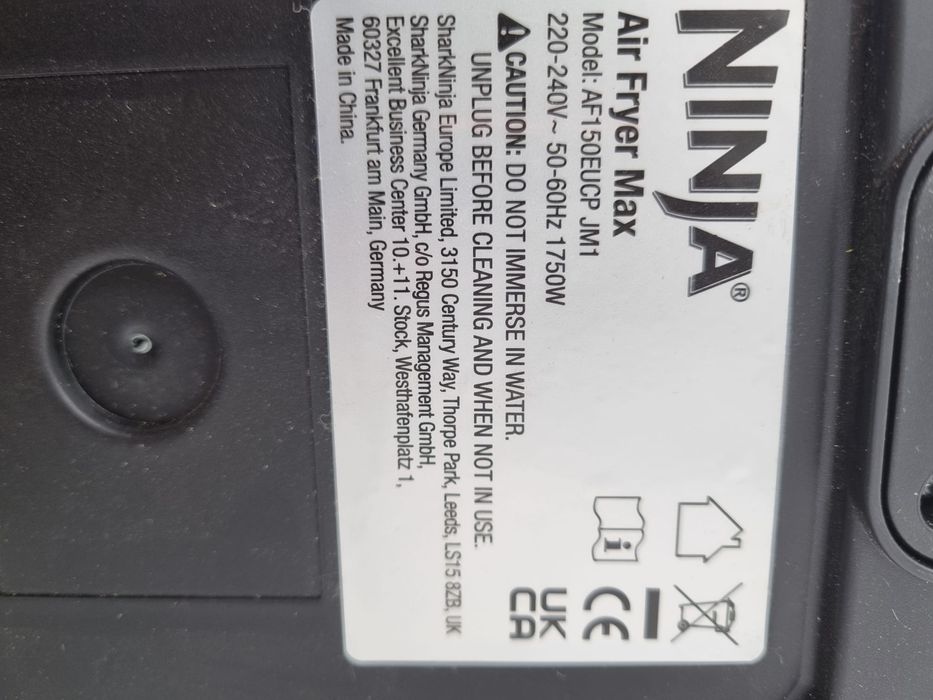 NINJA®
Air Fryer Max
Model: AF150EUCP JM1
220-240V~ 50-60Hz 1750W
CAUTION: DO NOT IMMERSE IN WATER.
UNPLUG BEFORE CLEANING AND WHEN NOT IN USE.
SharkNinja Europe Limited, 3150 Century Way, Thorpe Park, Leeds, LS15 8ZB, UK
SharkNinja Germany GmbH, c/o Regus Management GmbH,
Excellent Business Center 10.+11. Stock, Westhafenplatz 1,
60327 Frankfurt am Main, Germany
Made in China.
CE
UK
CA